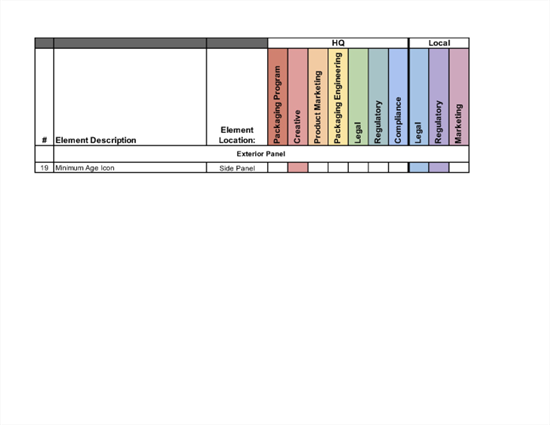 HQ Local
# Element Description Element Location: Packaging Program Creative Product Marketing Packaging Engineering Legal Regulatory Compliance Legal Regulatory Marketing
Exterior Panel
19 Minimum Age Icon Side Panel